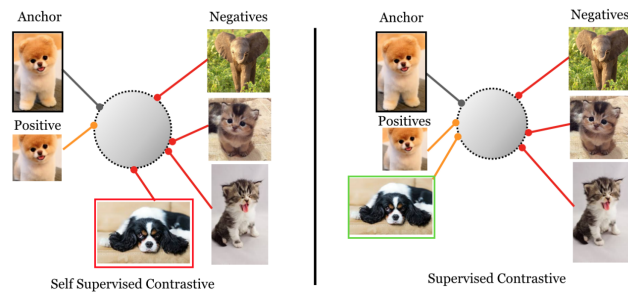 Anchor
Negatives
Positive
Self Supervised Contrastive
Anchor
Negatives
Positives
Supervised Contrastive